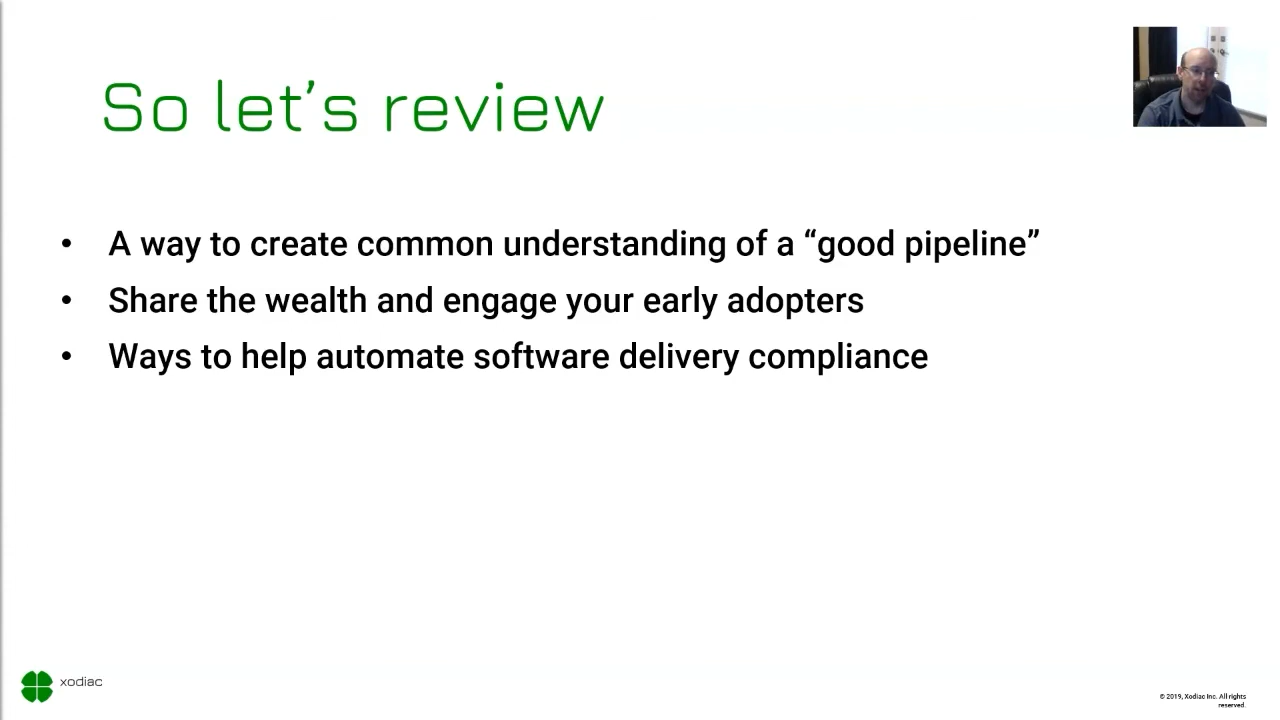 So let’s review
• A way to create common understanding of a “good pipeline”
• Share the wealth and engage your early adopters
• Ways to help automate software delivery compliance
xodiac
© 2019, Xodiac Inc. All rights
reserved.